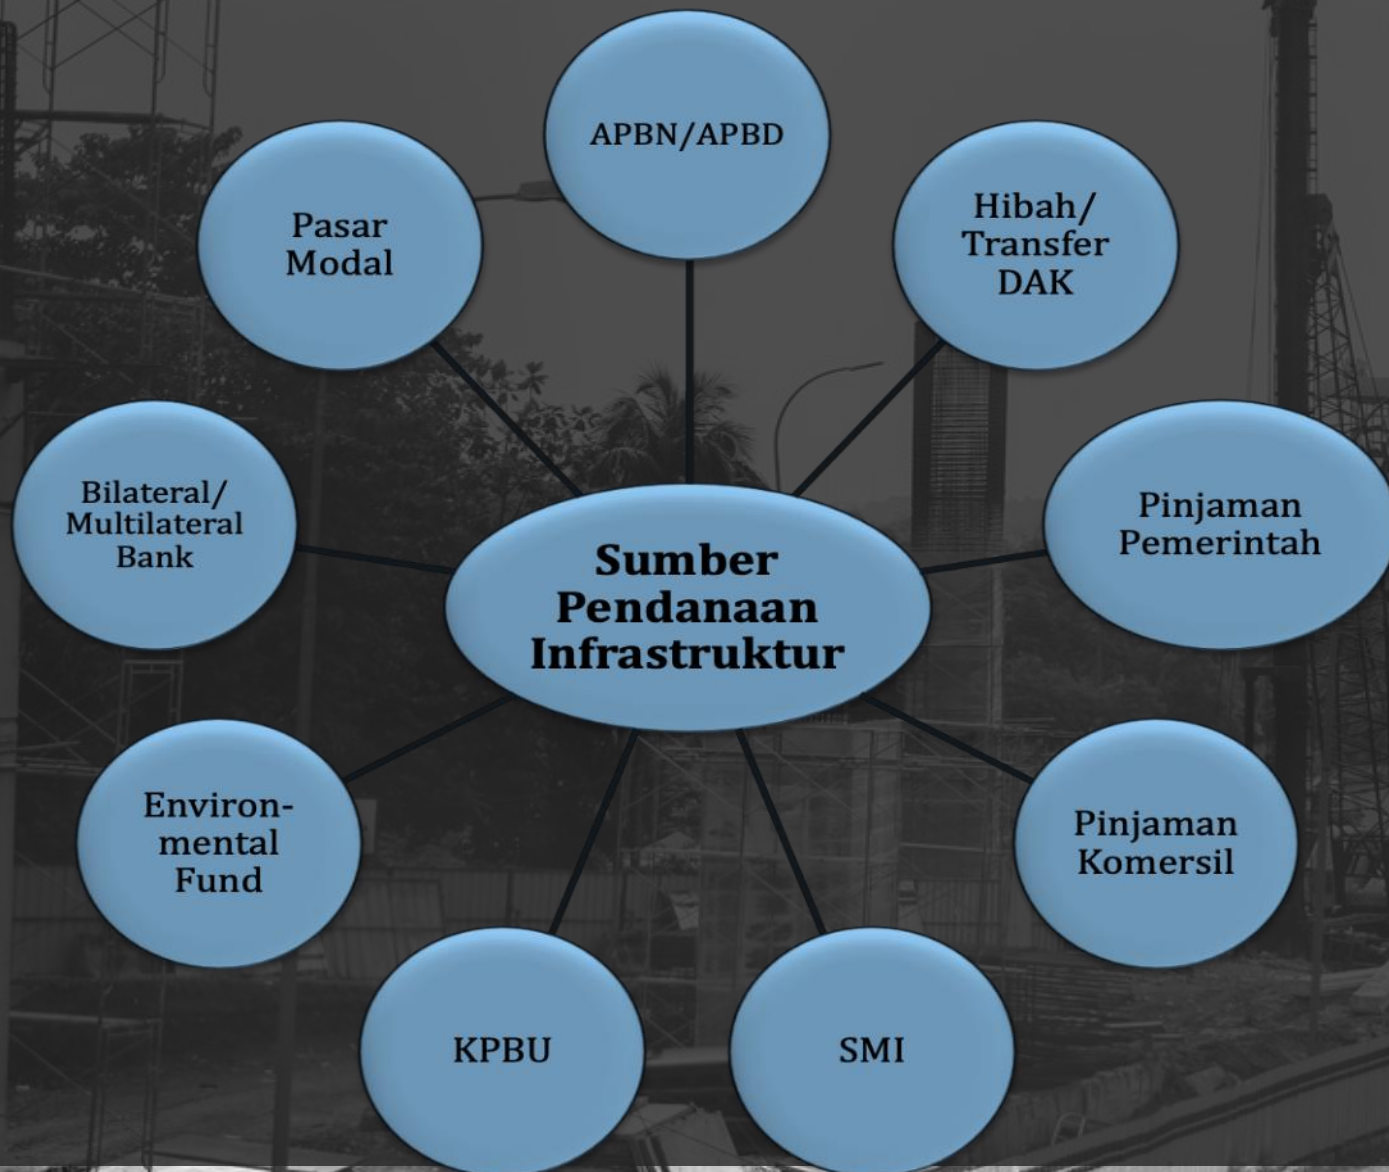 APBN/APBD
Hibah/
Transfer
DAK
Pinjaman
Pemerintah
Pinjaman
Komersil
SMI
KPBU
Environ-
mental
Fund
Bilateral/
Multilateral
Bank
Pasar
Modal
Sumber
Pendanaan
Infrastruktur